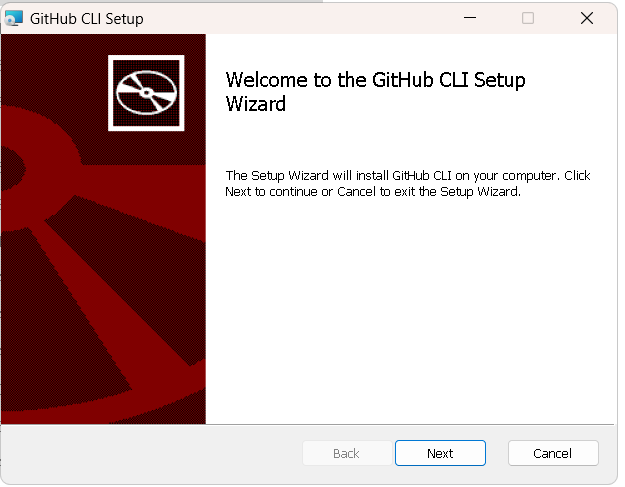 GitHub CLI Setup
Welcome to the GitHub CLI Setup
Wizard
The Setup Wizard will install GitHub CLI on your computer. Click
Next to continue or Cancel to exit the Setup Wizard.
Back
Next
Cancel